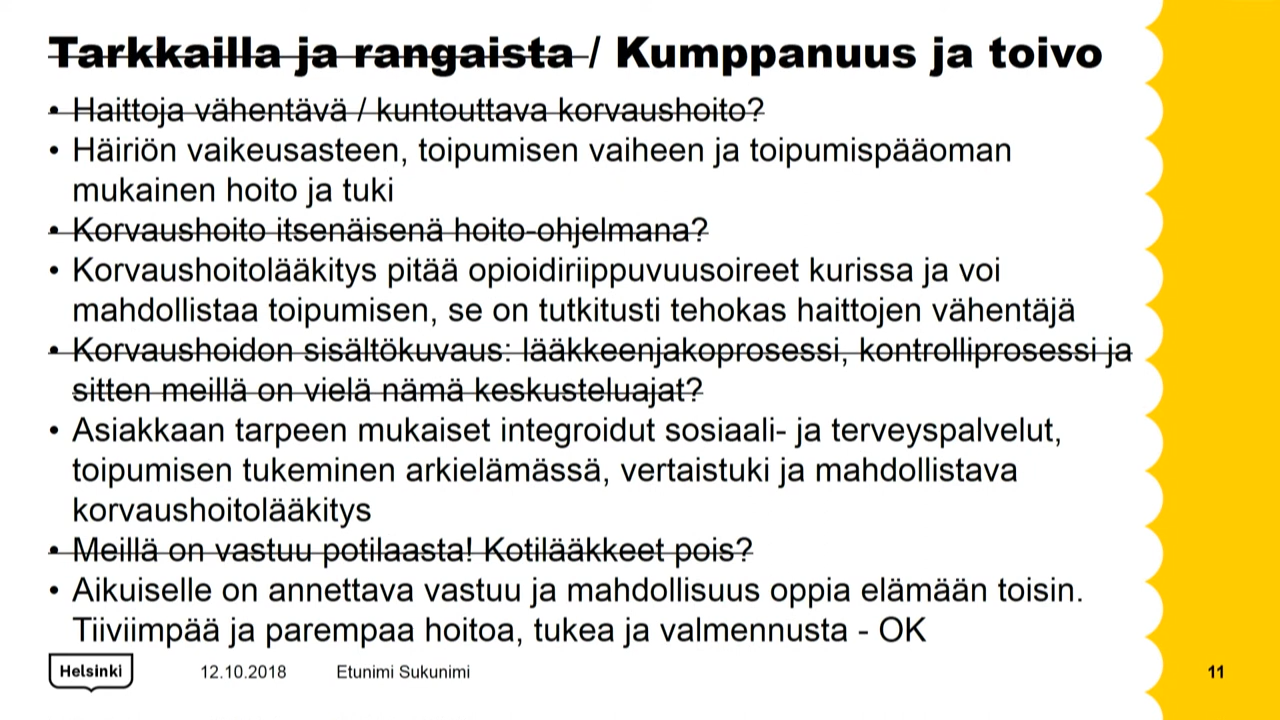 Tarkkailla ja rangaista / Kumppanuus ja toivo
• Haittoja vähentävä / kuntouttava korvaushoito?
• Häiriön vaikeusasteen, toipumisen vaiheen ja toipumispääoman
mukainen hoito ja tuki
• Korvaushoito itsenäisenä hoito-ohjelmana?
• Korvaushoitolääkitys pitää opioidiriippuvuusoireet kurissa ja voi
mahdollistaa toipumisen, se on tutkitusti tehokas haittojen vähentäjä
• Korvaushoidon sisältökuvaus: lääkkeenjakoprosessi, kontrolliprosessi ja
sitten meillä on vielä nämä keskusteluajat?
• Asiakkaan tarpeen mukaiset integroidut sosiaali- ja terveyspalvelut,
toipumisen tukeminen arkielämässä, vertaistuki ja mahdollistava
korvaushoitolääkitys
• Meillä on vastuu potilaasta! Kotilääkkeet pois?
• Aikuiselle on annettava vastuu ja mahdollisuus oppia elämään toisin.
Tiiviimpää ja parempaa hoitoa, tukea ja valmennusta - OK
Helsinki 12.10.2018 Etunimi Sukunimi 11